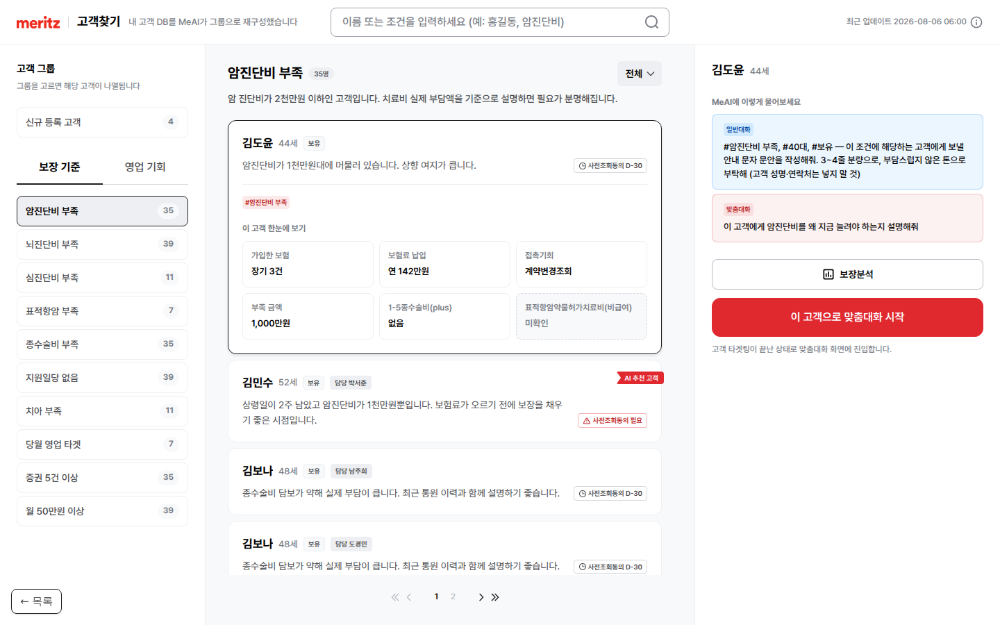 meritz
고객찾기
내 고객 DB를 MeAI가 그룹으로 재구성했습니다
이름 또는 조건을 입력하세요 (예: 홍길동, 암진단비)
최근 업데이트 2026-08-06 06:00
고객 그룹
그룹을 고르면 해당 고객이 나열됩니다
신규 등록 고객 4
보장 기준 영업 기회
암진단비 부족 35
뇌진단비 부족 39
심진단비 부족 11
표적항암 부족 7
종수술비 부족 35
지원일당 없음 39
치아 부족 11
당월 영업 타겟 7
증권 5건 이상 35
월 50만원 이상 39
← 목록
암진단비 부족 35명
전체
암 진단비가 2천만원 이하인 고객입니다. 치료비 실제 부담액을 기준으로 설명하면 필요가 분명해집니다.
김도윤 44세 보유
암진단비가 1천만원대에 머물러 있습니다. 상향 여지가 큽니다.
사전조회동의 D-30
#암진단비 부족
이 고객 한눈에 보기
가입한 보험
장기 3건
보험료 납입
연 142만원
접촉기회
계약변경조회
부족 금액
1,000만원
1-5종수술비(plus)
없음
표적항암약물허가치료비(비급여)
미확인
김민수 52세 보유 담당 박서준
AI 추천 고객
상령일이 2주 남았고 암진단비가 1천만원뿐입니다. 보험료가 오르기 전에 보장을 채우
기 좋은 시점입니다.
사전조회동의 필요
김보나 48세 보유 담당 남주희
종수술비 담보가 약해 실제 부담이 큽니다. 최근 통원 이력과 함께 설명하기 좋습니다.
사전조회동의 D-30
김보나 48세 보유 담당 도경민
종수술비 담보가 약해 실제 부담이 큽니다. 최근 통원 이력과 함께 설명하기 좋습니다.
사전조회동의 D-30
1 2
김도윤 44세
MeAI에 이렇게 물어보세요
일반대화
#암진단비 부족, #40대, #보유 — 이 조건에 해당하는 고객에게 보낼
안내 문자 문안을 작성해줘. 3~4줄 분량으로, 부담스럽지 않은 톤으로
부탁해 (고객 성명·연락처는 넣지 말 것)
맞춤대화
이 고객에게 암진단비를 왜 지금 늘려야 하는지 설명해줘
보장분석
이 고객으로 맞춤대화 시작
고객 타겟팅이 끝난 상태로 맞춤대화 화면에 진입합니다.